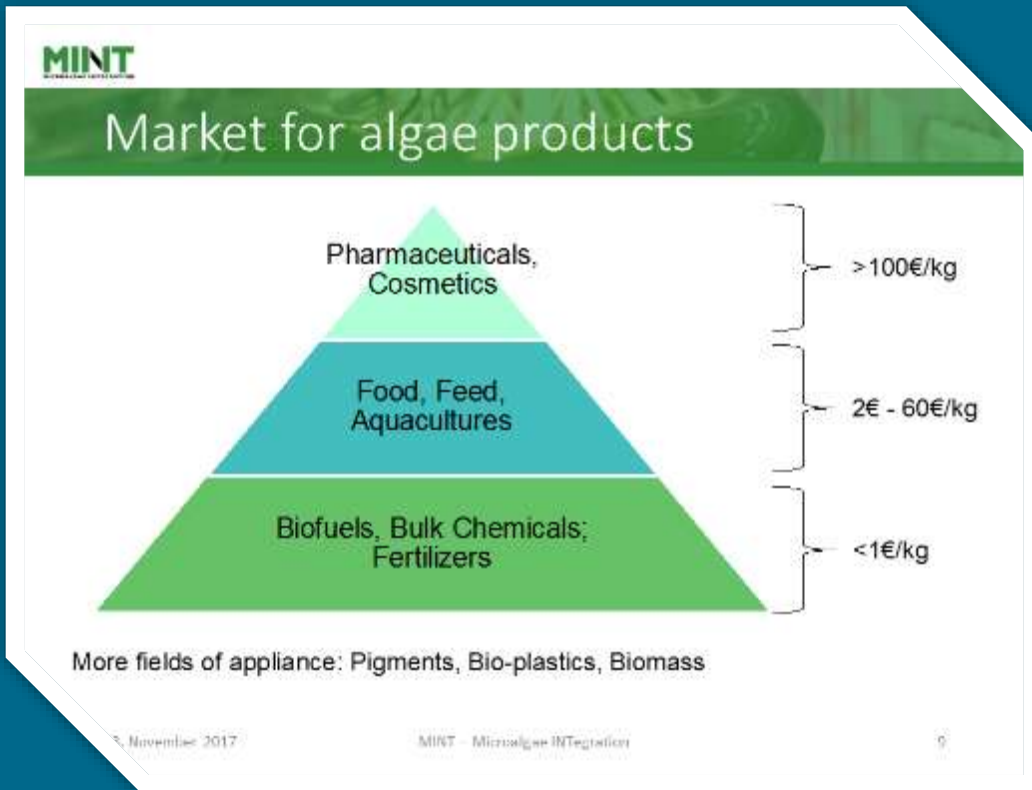 MINT
Market for algae products
Pharmaceuticals,
Cosmetics
>100€/kg
Food, Feed,
Aquacultures
2€ - 60€/kg
Biofuels, Bulk Chemicals;
Fertilizers
<1€/kg
More fields of appliance: Pigments, Bio-plastics, Biomass
November 2017
MINT - Microalgae INTegration
9